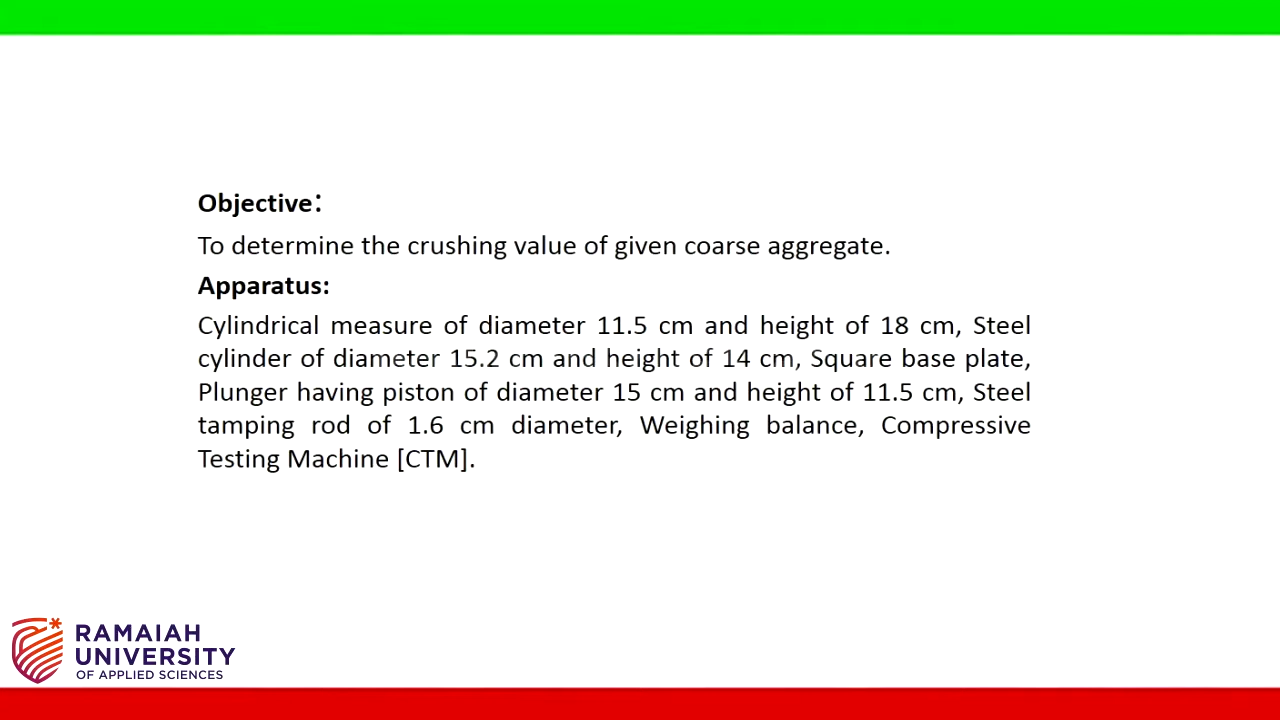 Objective:
To determine the crushing value of given coarse aggregate.
Apparatus:
Cylindrical measure of diameter 11.5 cm and height of 18 cm, Steel
cylinder of diameter 15.2 cm and height of 14 cm, Square base plate,
Plunger having piston of diameter 15 cm and height of 11.5 cm, Steel
tamping rod of 1.6 cm diameter, Weighing balance, Compressive
Testing Machine [CTM].
RAMAIAH
UNIVERSITY
OF APPLIED SCIENCES